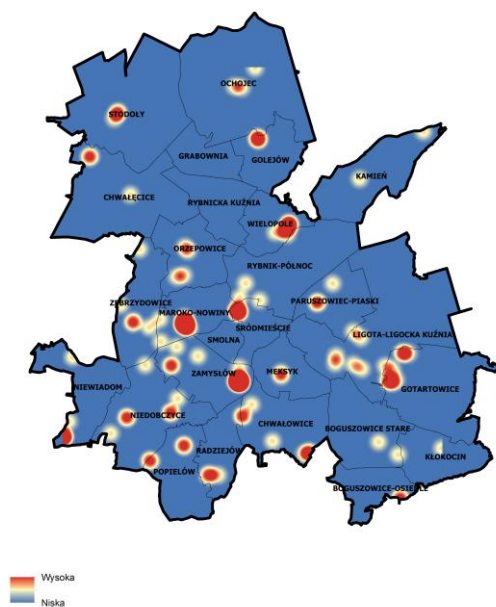 OCHOJEC
STODOŁY
GRABOWNIA
GOLEJÓW
KAMIEŃ
CHWAŁĘCICE
RYBNICKA KUŹNIA
WIELOPOLE
ORZEPOWICE
RYBNIK-PÓŁNOC
ZEBRZYDOWICE
PARUSZOWIEC-PIASKI
MAROKO-NOWINY
ŚRÓDMIEŚCIE
LIGOTA-LIGOCKA KUŹNIA
SMOLNA
ZAMYSŁÓW
MEKSYK
NIEWIADOM
GOTARTOWICE
NIEDOBCZYCE
CHWAŁOWICE
BOGUSZOWICE STARE
RADZIEJÓW
KŁOKOCIN
POPIELÓW
BOGUSZOWICE-OSIEDLE
Wysoka
Niska